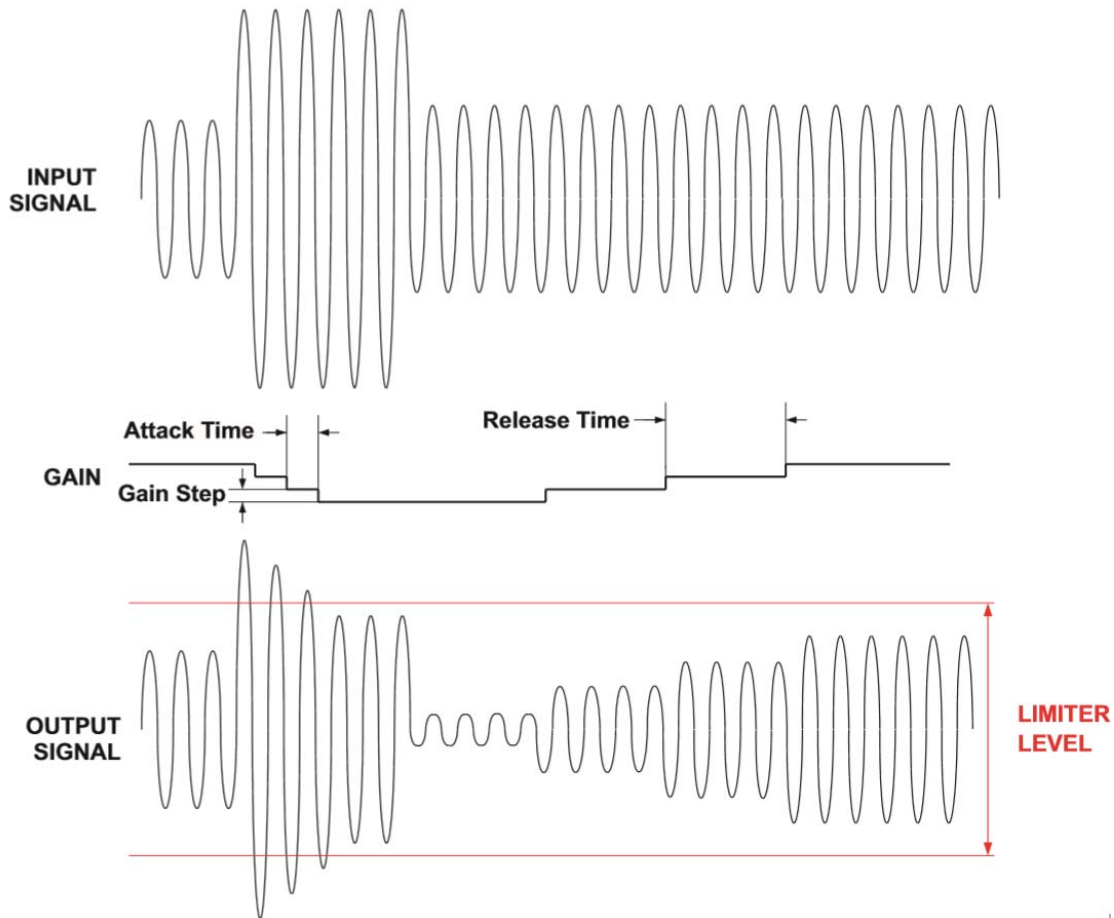 INPUT
SIGNAL
Attack Time
Release Time
GAIN
Gain Step
OUTPUT
SIGNAL
LIMITER
LEVEL